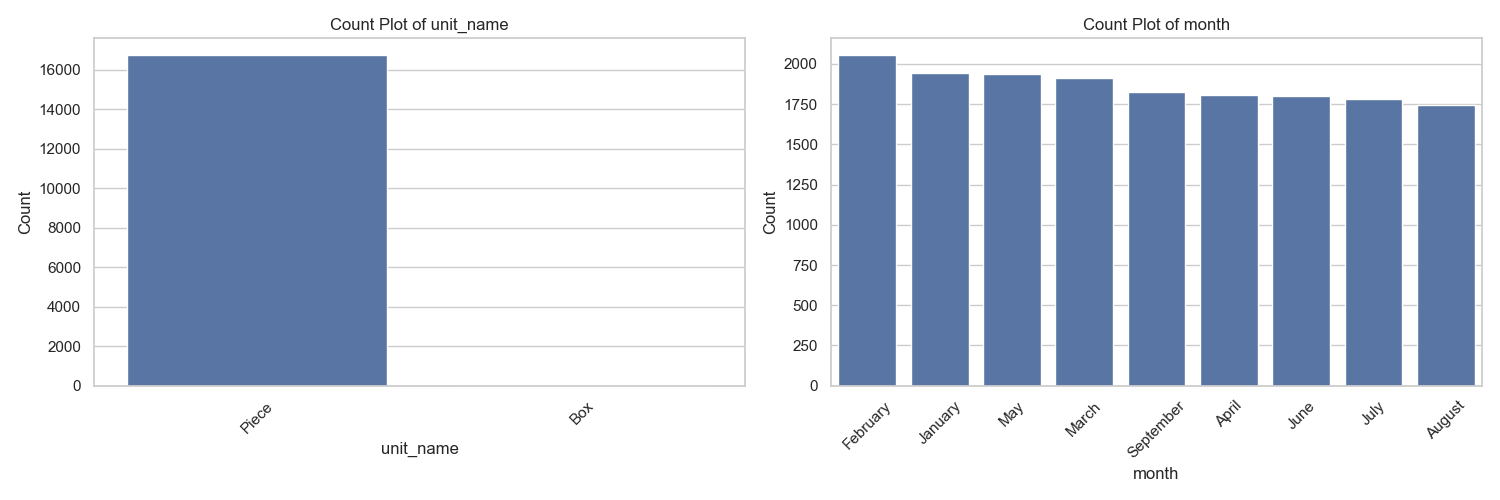 Count Plot of unit_name
16000
14000
12000
10000
8000
6000
4000
2000
0
Count
Piece
Box
unit_name
Count Plot of month
2000
1750
1500
1250
1000
750
500
250
0
Count
February
January
May
March
September
April
June
July
August
month